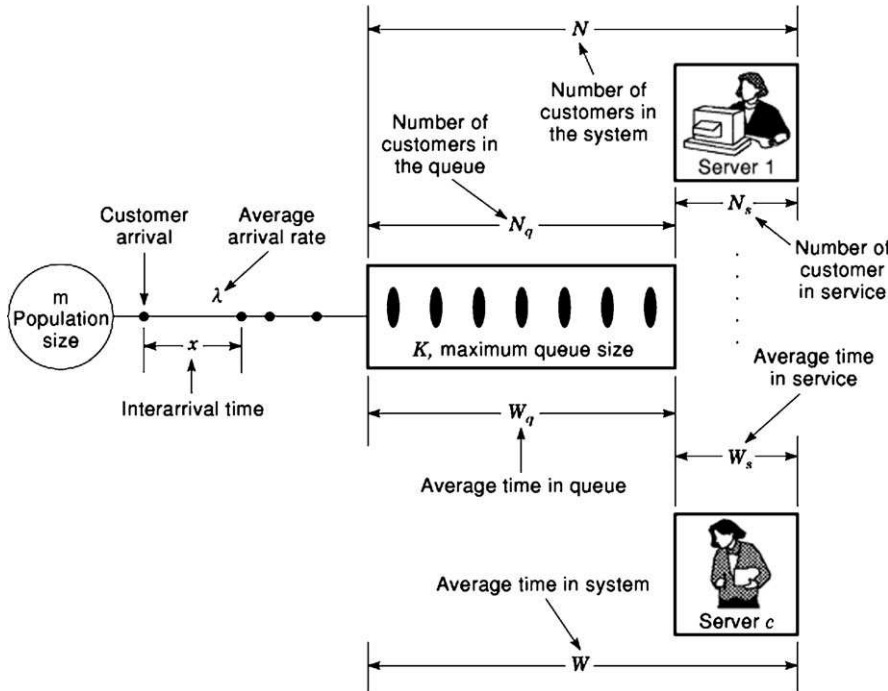 N
Number of
customers in
the system
Server 1
Number of
customers in
the queue
N_s
Customer
arrival
Average
arrival rate
N_q
Number of
customer
in service
λ
m
Population
size
x
K, maximum queue size
Interarrival time
Average time
in service
W_q
W_s
Average time in queue
Average time in system
Server c
W